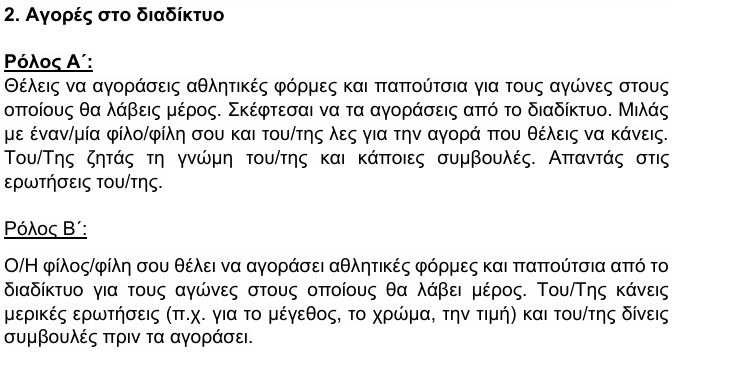 2. Αγορές στο διαδίκτυο
Ρόλος Α΄:
Θέλεις να αγοράσεις αθλητικές φόρμες και παπούτσια για τους αγώνες στους
οποίους θα λάβεις μέρος. Σκέφτεσαι να τα αγοράσεις από το διαδίκτυο. Μιλάς
με έναν/μία φίλο/φίλη σου και του/της λες για την αγορά που θέλεις να κάνεις.
Του/Της ζητάς τη γνώμη του/της και κάποιες συμβουλές. Απαντάς στις
ερωτήσεις του/της.
Ρόλος Β΄:
Ο/Η φίλος/φίλη σου θέλει να αγοράσει αθλητικές φόρμες και παπούτσια από το
διαδίκτυο για τους αγώνες στους οποίους θα λάβει μέρος. Του/Της κάνεις
μερικές ερωτήσεις (π.χ. για το μέγεθος, το χρώμα, την τιμή) και του/της δίνεις
συμβουλές πριν τα αγοράσει.